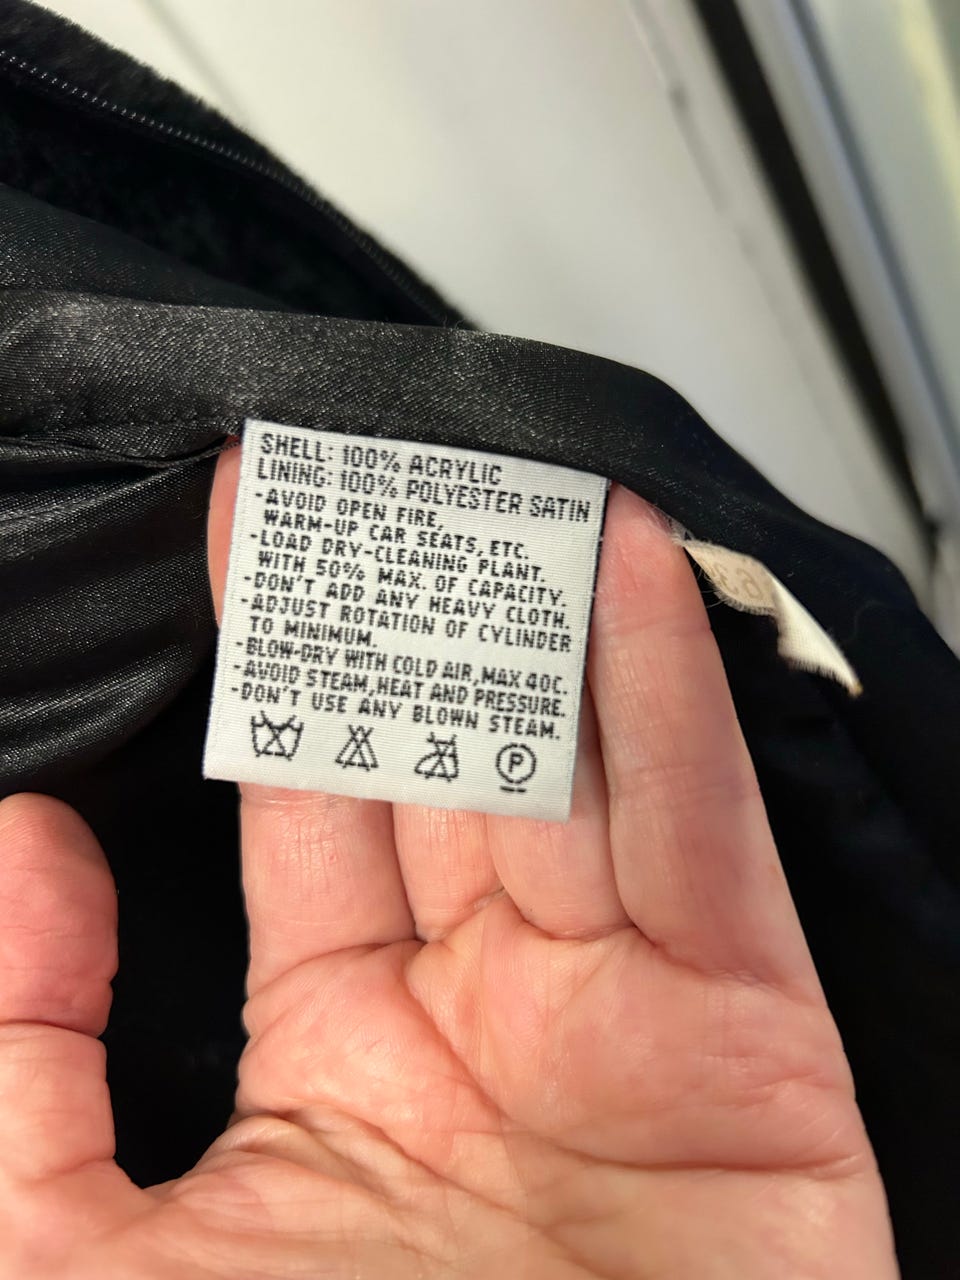 SHELL: 100% ACRYLIC
LINING: 100% POLYESTER SATIN
-AVOID OPEN FIRE,
WARM-UP CAR SEATS, ETC.
-LOAD DRY-CLEANING PLANT.
WITH 50% MAX. OF CAPACITY.
-DON'T ADD ANY HEAVY CLOTH.
-ADJUST ROTATION OF CYLINDER
TO MINIMUM.
-BLOW-DRY WITH COLD AIR, MAX 40C.
-AVOID STEAM, HEAT AND PRESSURE.
-DON'T USE ANY BLOWN STEAM.
P